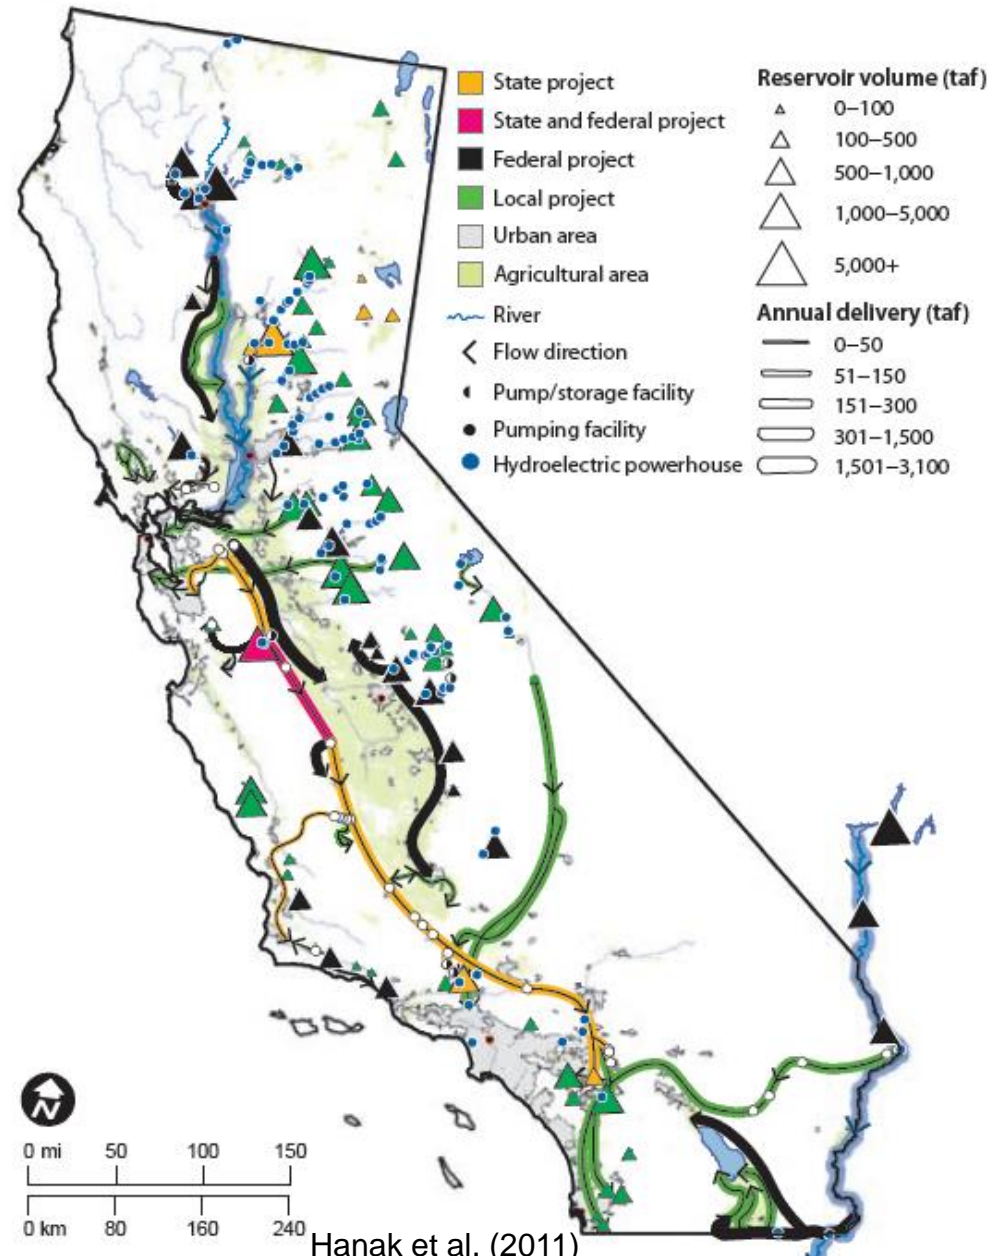 State project
State and federal project
Federal project
Local project
Urban area
Agricultural area
River
Flow direction
Pump/storage facility
Pumping facility
Hydroelectric powerhouse
Reservoir volume (taf)
0–100
100–500
500–1,000
1,000–5,000
5,000+
Annual delivery (taf)
0–50
51–150
151–300
301–1,500
1,501–3,100
N
0 mi 50 100 150
0 km 80 160 240
Hanak et al. (2011)